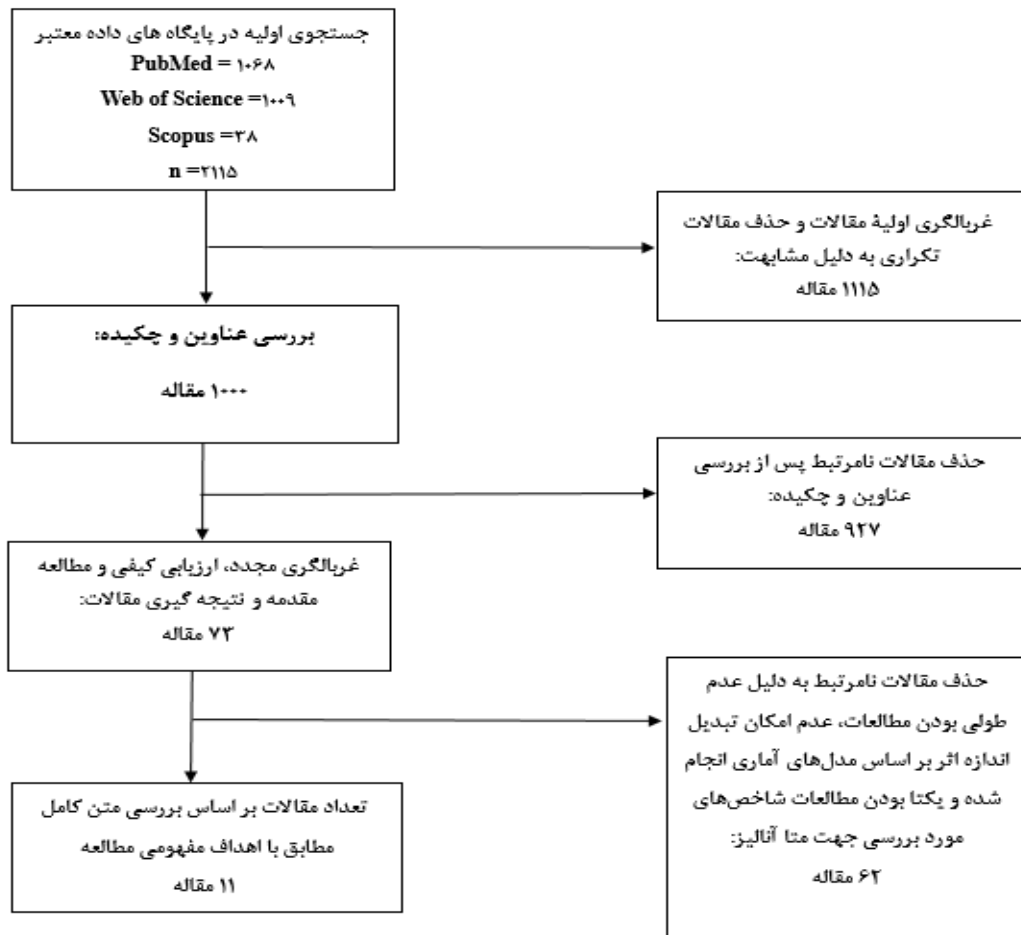 جستجوی اولیه در پایگاه های داده معتبر
PubMed = ۱۰۶۸
Web of Science =۱۰۰۹
Scopus =۳۸
n =۲۱۱۵
غربالگری اولیۀ مقالات و حذف مقالات
تکراری به دلیل مشابهت:
۱۱۱۵ مقاله
بررسی عناوین و چکیده:
۱۰۰۰ مقاله
حذف مقالات نامرتبط پس از بررسی
عناوین و چکیده:
۹۲۷ مقاله
غربالگری مجدد، ارزیابی کیفی و مطالعه
مقدمه و نتیجه گیری مقالات:
۷۳ مقاله
حذف مقالات نامرتبط به دلیل عدم
طولی بودن مطالعات، عدم امکان تبدیل
اندازه اثر بر اساس مدل‌های آماری انجام
شده و یکتا بودن مطالعات شاخص‌های
مورد بررسی جهت متا آنالیز:
۶۲ مقاله
تعداد مقالات بر اساس بررسی متن کامل
مطابق با اهداف مفهومی مطالعه
۱۱ مقاله